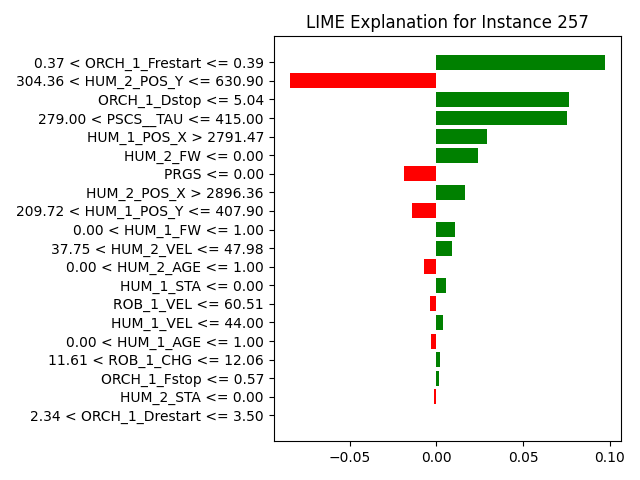 LIME Explanation for Instance 257
0.37 < ORCH_1_Frestart <= 0.39
304.36 < HUM_2_POS_Y <= 630.90
ORCH_1_Dstop <= 5.04
279.00 < PSCS__TAU <= 415.00
HUM_1_POS_X > 2791.47
HUM_2_FW <= 0.00
PRGS <= 0.00
HUM_2_POS_X > 2896.36
209.72 < HUM_1_POS_Y <= 407.90
0.00 < HUM_1_FW <= 1.00
37.75 < HUM_2_VEL <= 47.98
0.00 < HUM_2_AGE <= 1.00
HUM_1_STA <= 0.00
ROB_1_VEL <= 60.51
HUM_1_VEL <= 44.00
0.00 < HUM_1_AGE <= 1.00
11.61 < ROB_1_CHG <= 12.06
ORCH_1_Fstop <= 0.57
HUM_2_STA <= 0.00
2.34 < ORCH_1_Drestart <= 3.50
−0.05 0.00 0.05 0.10